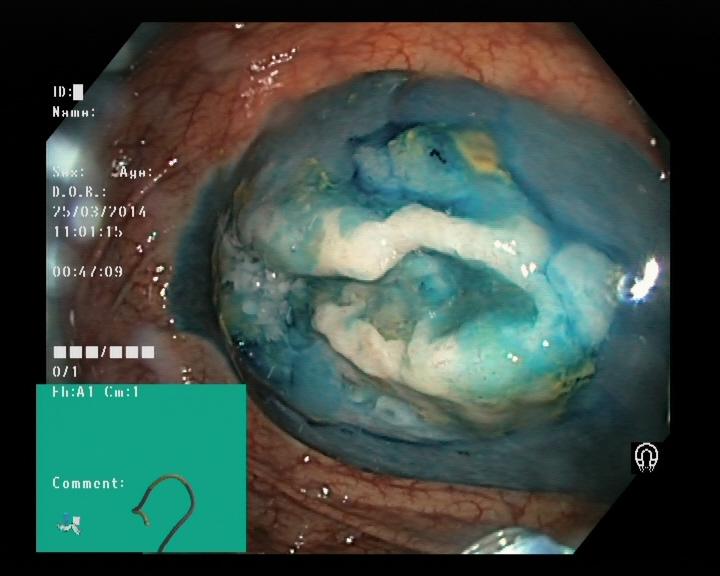 ID:
Name:
Sex: Age:
D.O.B.:
25/03/2014
11:01:15
00:47:09
0/1
Eh:A1 Cm:1
Comment: